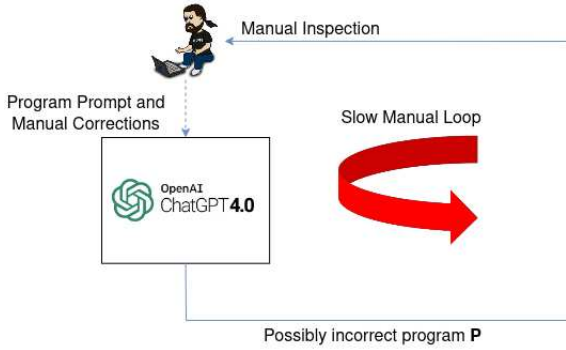 Manual Inspection
Program Prompt and
Manual Corrections
Slow Manual Loop
OpenAI
ChatGPT4.0
Possibly incorrect program P